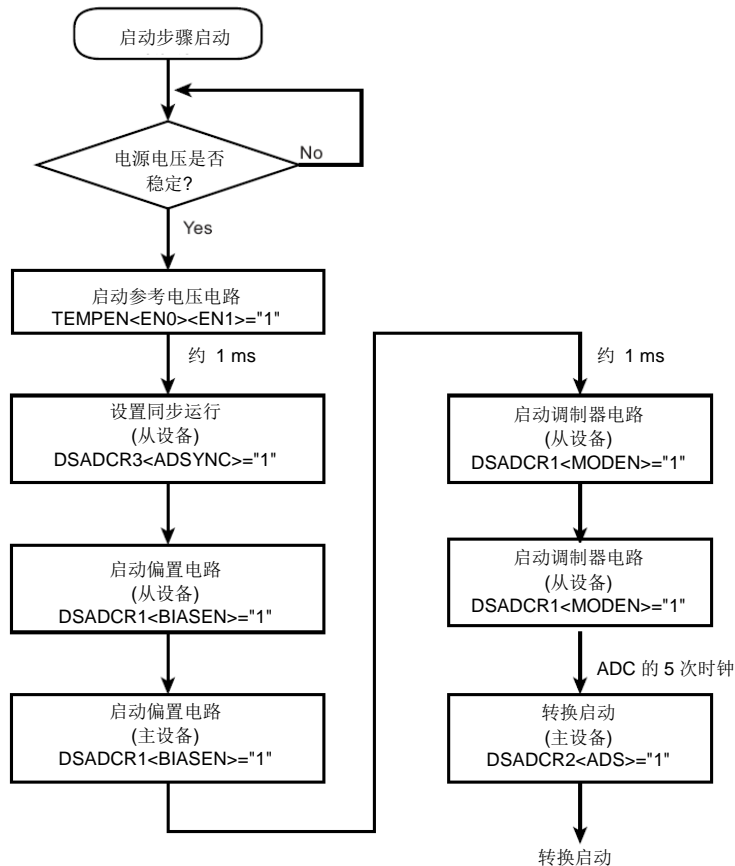 启动步骤启动
No
电源电压是否
稳定?
Yes
启动参考电压电路
TEMPEN<EN0><EN1>="1"
约 1 ms
设置同步运行
(从设备)
DSADCR3<ADSYNC>="1"
启动偏置电路
(从设备)
DSADCR1<BIASEN>="1"
启动偏置电路
(主设备)
DSADCR1<BIASEN>="1"
约 1 ms
启动调制器电路
(从设备)
DSADCR1<MODEN>="1"
启动调制器电路
(从设备)
DSADCR1<MODEN>="1"
ADC 的 5 次时钟
转换启动
(主设备)
DSADCR2<ADS>="1"
转换启动